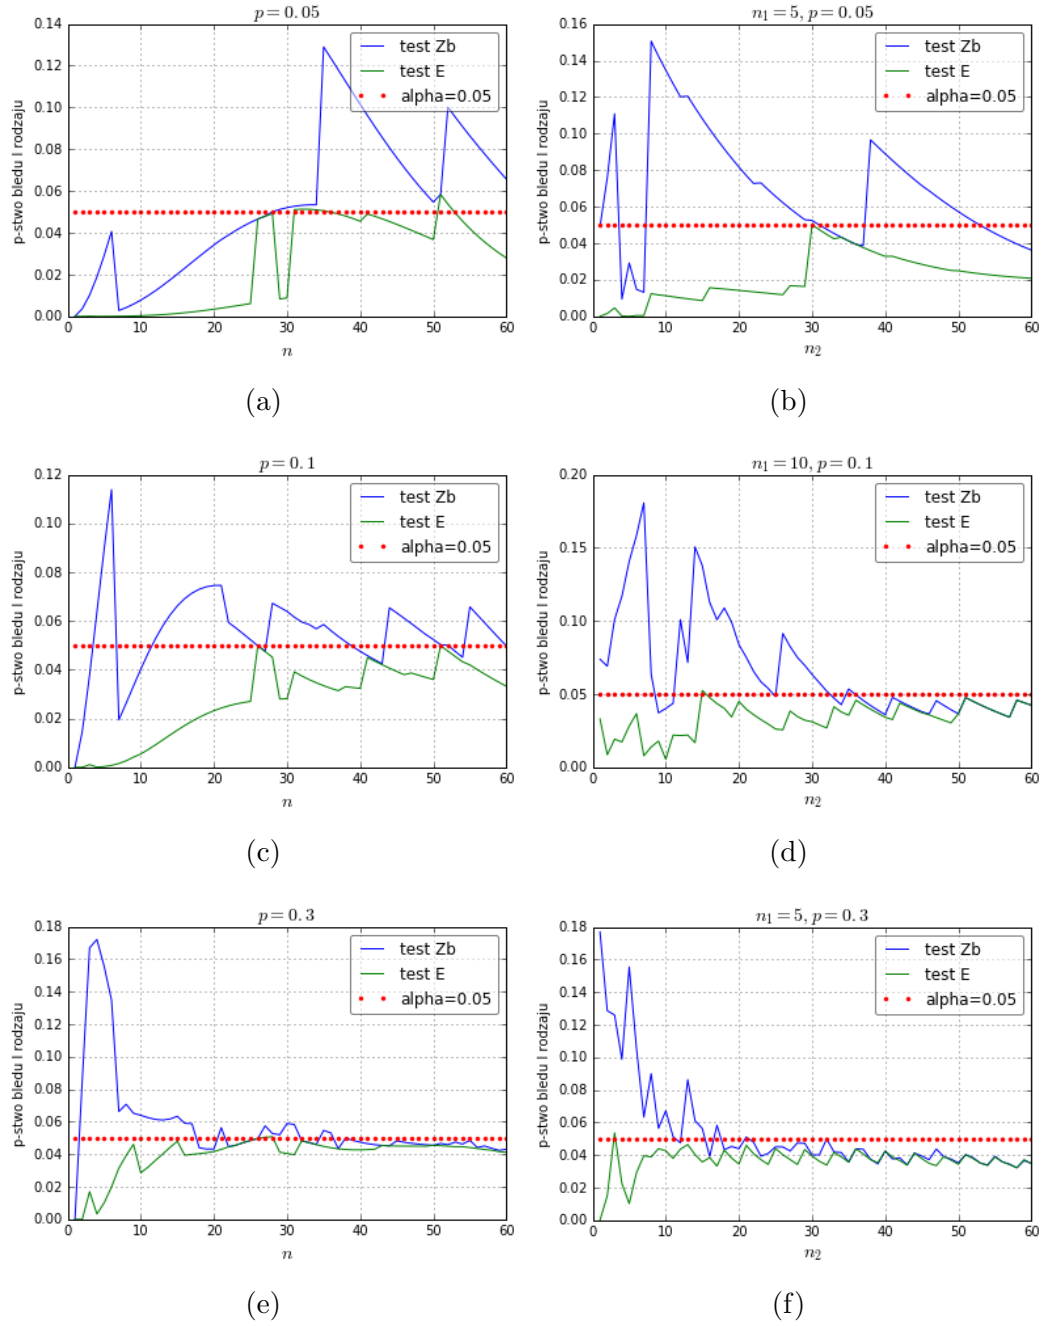 p = 0.05
p-stwo bledu I rodzaju
0.14
0.12
0.10
0.08
0.06
0.04
0.02
0.00
0 10 20 30 40 50 60
n
test Zb
test E
alpha=0.05
(a)
n₁ = 5, p = 0.05
p-stwo bledu I rodzaju
0.16
0.14
0.12
0.10
0.08
0.06
0.04
0.02
0.00
0 10 20 30 40 50 60
n₂
test Zb
test E
alpha=0.05
(b)
p = 0.1
p-stwo bledu I rodzaju
0.12
0.10
0.08
0.06
0.04
0.02
0.00
0 10 20 30 40 50 60
n
test Zb
test E
alpha=0.05
(c)
n₁ = 10, p = 0.1
p-stwo bledu I rodzaju
0.20
0.15
0.10
0.05
0.00
0 10 20 30 40 50 60
n₂
test Zb
test E
alpha=0.05
(d)
p = 0.3
p-stwo bledu I rodzaju
0.18
0.16
0.14
0.12
0.10
0.08
0.06
0.04
0.02
0.00
0 10 20 30 40 50 60
n
test Zb
test E
alpha=0.05
(e)
n₁ = 5, p = 0.3
p-stwo bledu I rodzaju
0.18
0.16
0.14
0.12
0.10
0.08
0.06
0.04
0.02
0.00
0 10 20 30 40 50 60
n₂
test Zb
test E
alpha=0.05
(f)